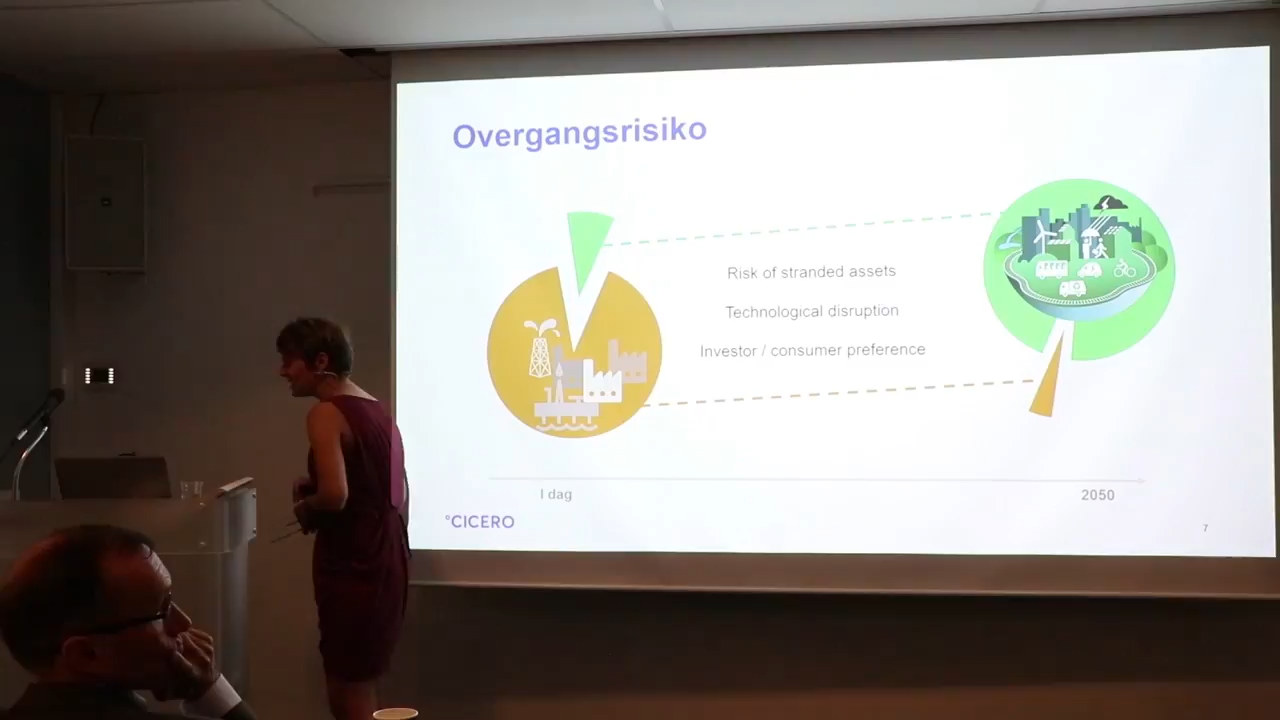 Overgangsrisiko
Risk of stranded assets
Technological disruption
Investor / consumer preference
I dag
2050
°CICERO
7